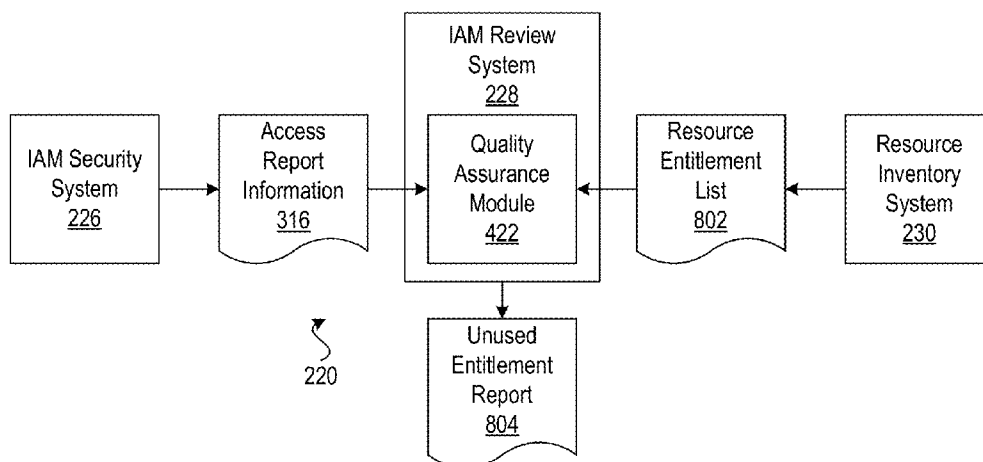 IAM Review
System
228
IAM Security
System
226
Access
Report
Information
316
Quality
Assurance
Module
422
Resource
Entitlement
List
802
Resource
Inventory
System
230
Unused
Entitlement
Report
804
220